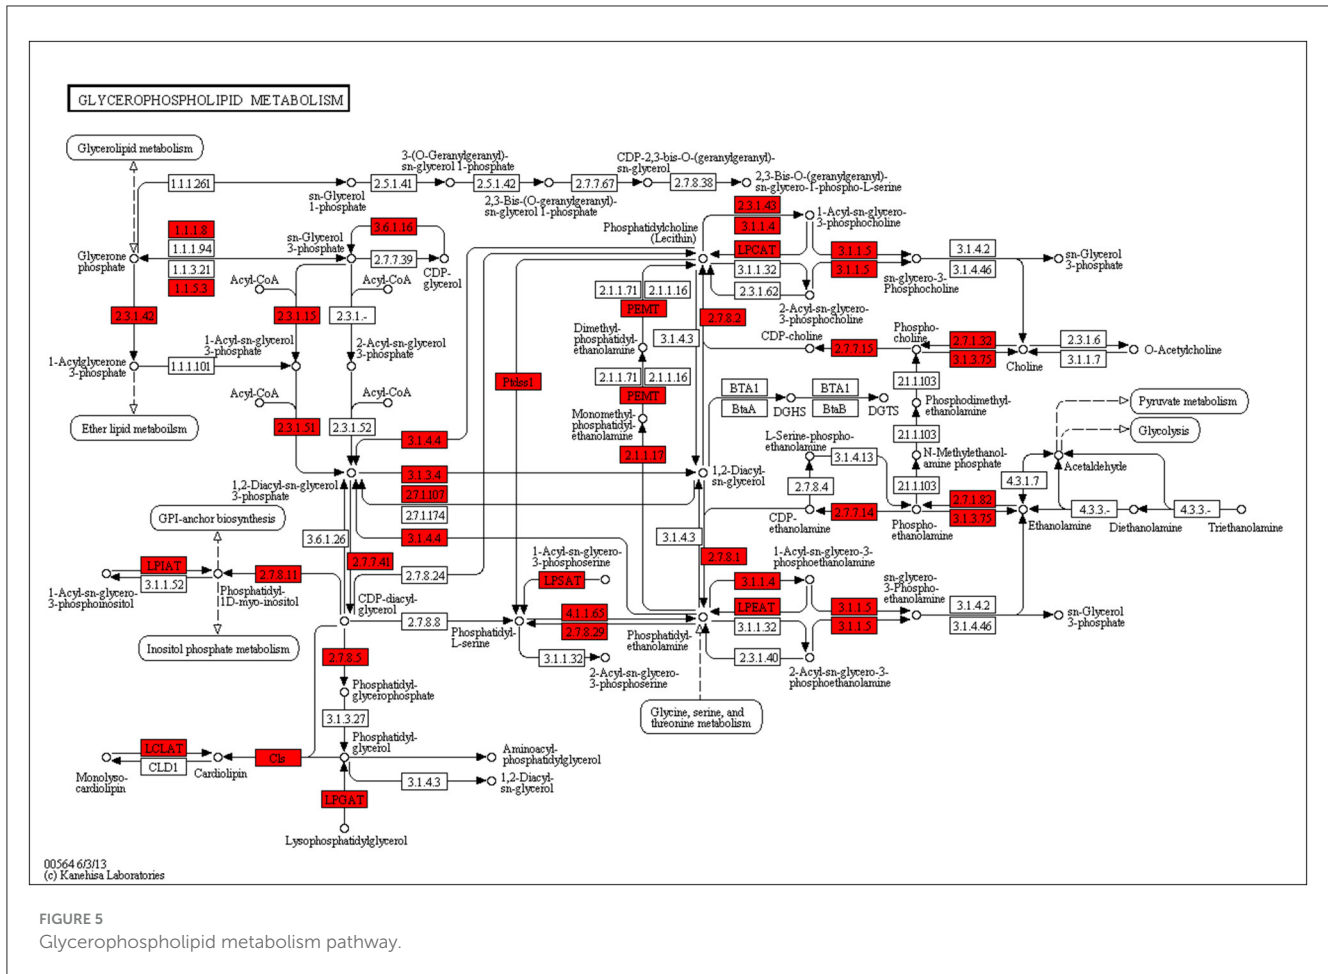 GLYCEROPHOSPHOLIPID METABOLISM
Glycerolipid metabolism
3-(O-Geranylgeranyl)-
sn-glycerol 1-phosphate
CDP-2,3-bis-O-(geranylgeranyl)-
sn-glycerol
1.1.1.261
2.5.1.41
2.5.1.42
2.7.7.67
2.7.8.38
2,3-Bis-O-(geranylgeranyl)-
sn-glycero-1-phospho-L-serine
sn-Glycerol
1-phosphate
2,3-Bis-(O-geranylgeranyl)-
sn-glycerol 1-phosphate
1.1.1.8
1.1.1.94
1.1.3.21
1.1.5.3
Glycerone
phosphate
sn-Glycerol
3-phosphate
3.6.1.16
2.7.7.39
CDP-
glycerol
Phosphatidylcholine
(Lecithin)
2.3.1.43
3.1.1.4
LPCAT
3.1.1.32
2.3.1.62
1-Acyl-sn-glycero-
3-phosphocholine
3.1.1.5
3.1.1.5
sn-glycero-3-
Phosphocholine
3.1.4.2
3.1.4.46
sn-Glycerol
3-phosphate
2-Acyl-sn-glycero-
3-phosphocholine
Acyl-CoA
Acyl-CoA
2.3.1.42
2.3.1.15
2.3.1.-
2.1.1.71
2.1.1.16
PEMT
Dimethyl-
phosphatidyl-
ethanolamine
3.1.4.3
2.7.8.2
CDP-choline
2.7.7.15
Phospho-
choline
2.7.1.32
3.1.3.75
Choline
2.3.1.6
3.1.1.7
O-Acetylcholine
1-Acyl-sn-glycerol
3-phosphate
2-Acyl-sn-glycerol
3-phosphate
1-Acylglycerone
3-phosphate
1.1.1.101
Acyl-CoA
Acyl-CoA
Ptdss1
2.1.1.71
2.1.1.16
PEMT
BTA1
BtaA
DGHS
BTA1
BtaB
DGTS
2.1.1.103
Phosphodimethyl-
ethanolamine
Pyruvate metabolism
Glycolysis
Ether lipid metaboilsm
2.3.1.51
2.3.1.52
3.1.4.4
Monomethyl-
phosphatidyl-
ethanolamine
2.1.1.17
L-Serine-phospho-
ethanolamine
3.1.4.13
2.1.1.103
N-Methylethanol-
amine phosphate
Acetaldehyde
1,2-Diacyl-sn-glycerol
3-phosphate
3.1.3.4
2.7.1.107
2.7.1.174
3.1.4.4
1,2-Diacyl-
sn-glycerol
2.7.8.4
2.1.1.103
4.3.1.7
CDP-
ethanolamine
2.7.7.14
Phospho-
ethanolamine
2.7.1.82
3.1.3.75
Ethanolamine
4.3.3.-
Diethanolamine
4.3.3.-
Triethanolamine
GPI-anchor biosynthesis
3.6.1.26
2.7.7.41
2.7.8.24
3.1.4.3
2.7.8.1
LPIAT
3.1.1.52
1-Acyl-sn-glycero-
3-phosphoinositol
2.7.8.11
Phosphatidyl-
1D-myo-inositol
CDP-diacyl-
glycerol
1-Acyl-sn-glycero-
3-phosphoserine
LPSAT
1-Acyl-sn-glycero-3-
phosphoethanolamine
3.1.1.4
LPEAT
3.1.1.32
2.3.1.40
3.1.1.5
3.1.1.5
sn-glycero-
3-Phospho-
ethanolamine
3.1.4.2
3.1.4.46
sn-Glycerol
3-phosphate
2.7.8.8
Phosphatidyl-
L-serine
4.1.1.65
2.7.8.29
Phosphatidyl-
ethanolamine
3.1.1.32
2-Acyl-sn-glycero-
3-phosphoserine
2-Acyl-sn-glycero-3-
phosphoethanolamine
Inositol phosphate metabolism
2.7.8.5
Phosphatidyl-
glycerophosphate
3.1.3.27
Glycine, serine, and
threonine metabolism
LCLAT
CLD1
Monolyso-
cardiolipin
Cardiolipin
Cls
Phosphatidyl-
glycerol
Aminoacyl-
phosphatidylglycerol
3.1.4.3
1,2-Diacyl-
sn-glycerol
LPGAT
Lysophosphatidylglycerol
00564 6/3/13
(c) Kanehisa Laboratories
FIGURE 5
Glycerophospholipid metabolism pathway.